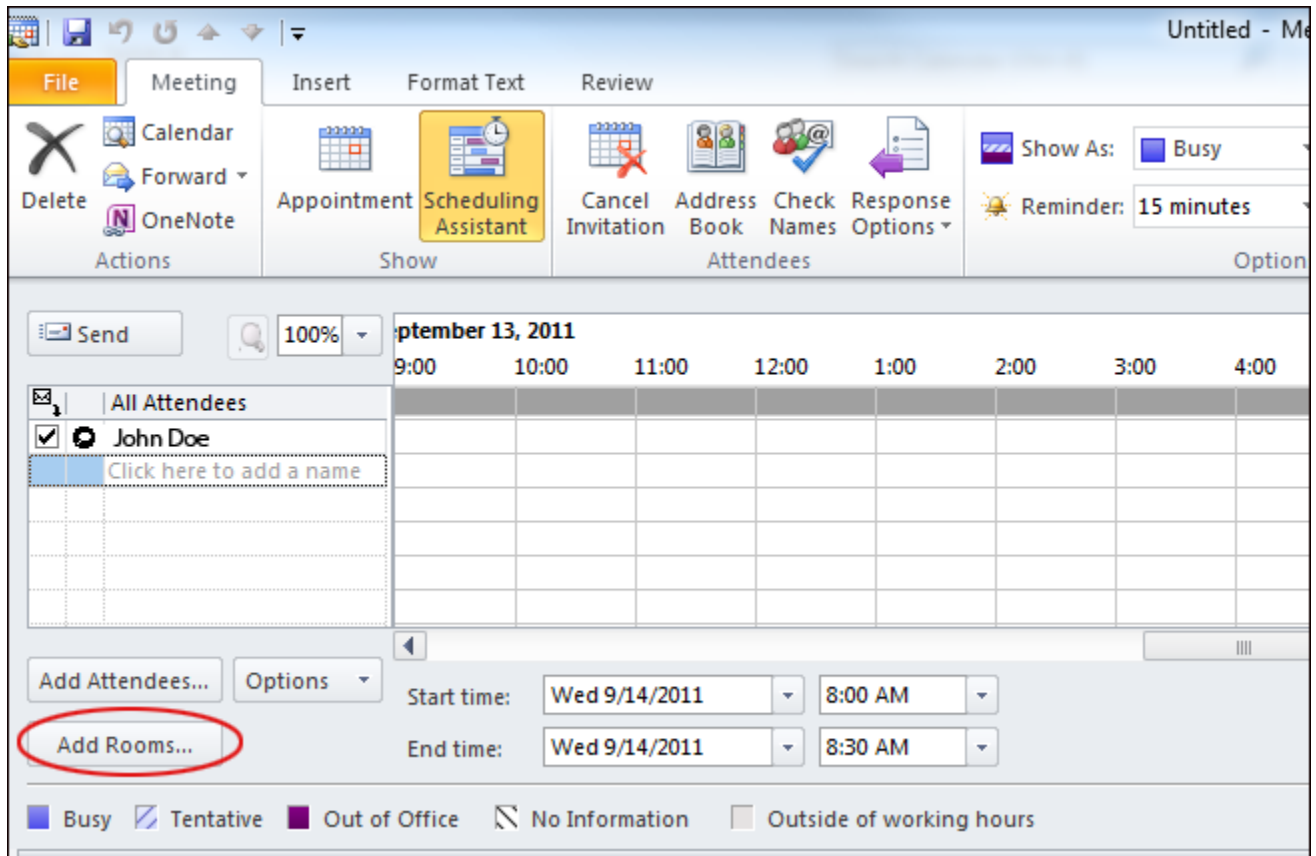 Untitled - Me
File Meeting Insert Format Text Review
Calendar
Forward
OneNote
Delete
Actions
Appointment
Scheduling
Assistant
Show
Cancel
Invitation
Address
Book
Check
Names
Response
Options
Attendees
Show As: Busy
Reminder: 15 minutes
Option
Send 100%
eptember 13, 2011
9:00 10:00 11:00 12:00 1:00 2:00 3:00 4:00
All Attendees
John Doe
Click here to add a name
Add Attendees... Options
Start time: Wed 9/14/2011 8:00 AM
Add Rooms...
End time: Wed 9/14/2011 8:30 AM
Busy Tentative Out of Office No Information Outside of working hours